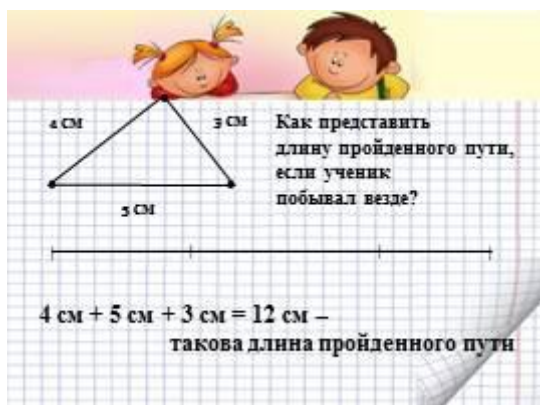 4 см
3 см
Как представить
длину пройденного пути,
если ученик
побывал везде?
5 см
4 см + 5 см + 3 см = 12 см –
такова длина пройденного пути